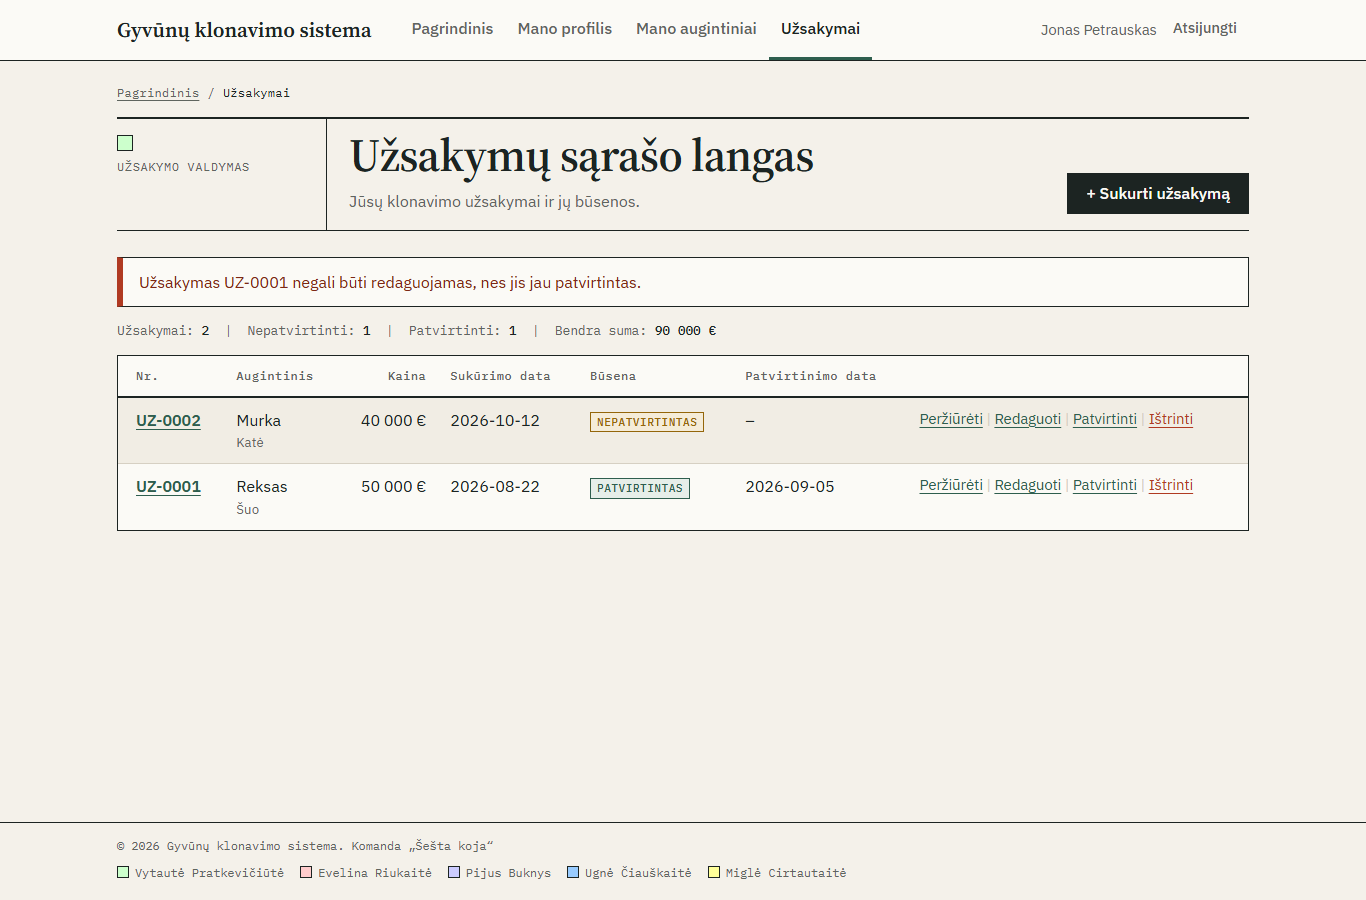 Gyvūnų klonavimo sistema Pagrindinis Mano profilis Mano augintiniai Užsakymai Jonas Petrauskas Atsijungti
Pagrindinis / Užsakymai
UŽSAKYMO VALDYMAS
Užsakymų sąrašo langas
Jūsų klonavimo užsakymai ir jų būsenos.
+ Sukurti užsakymą
Užsakymas UZ-0001 negali būti redaguojamas, nes jis jau patvirtintas.
Užsakymai: 2 | Nepatvirtinti: 1 | Patvirtinti: 1 | Bendra suma: 90 000 €
Nr. Augintinis Kaina Sukūrimo data Būsena Patvirtinimo data
UZ-0002 Murka 40 000 € 2026-10-12 NEPATVIRTINTAS – Peržiūrėti | Redaguoti | Patvirtinti | Ištrinti
Katė
UZ-0001 Reksas 50 000 € 2026-08-22 PATVIRTINTAS 2026-09-05 Peržiūrėti | Redaguoti | Patvirtinti | Ištrinti
Šuo
© 2026 Gyvūnų klonavimo sistema. Komanda „Šešta koja“
Vytautė Pratkevičiūtė Evelina Riukaitė Pijus Buknys Ugnė Čiauškaitė Miglė Cirtautaitė